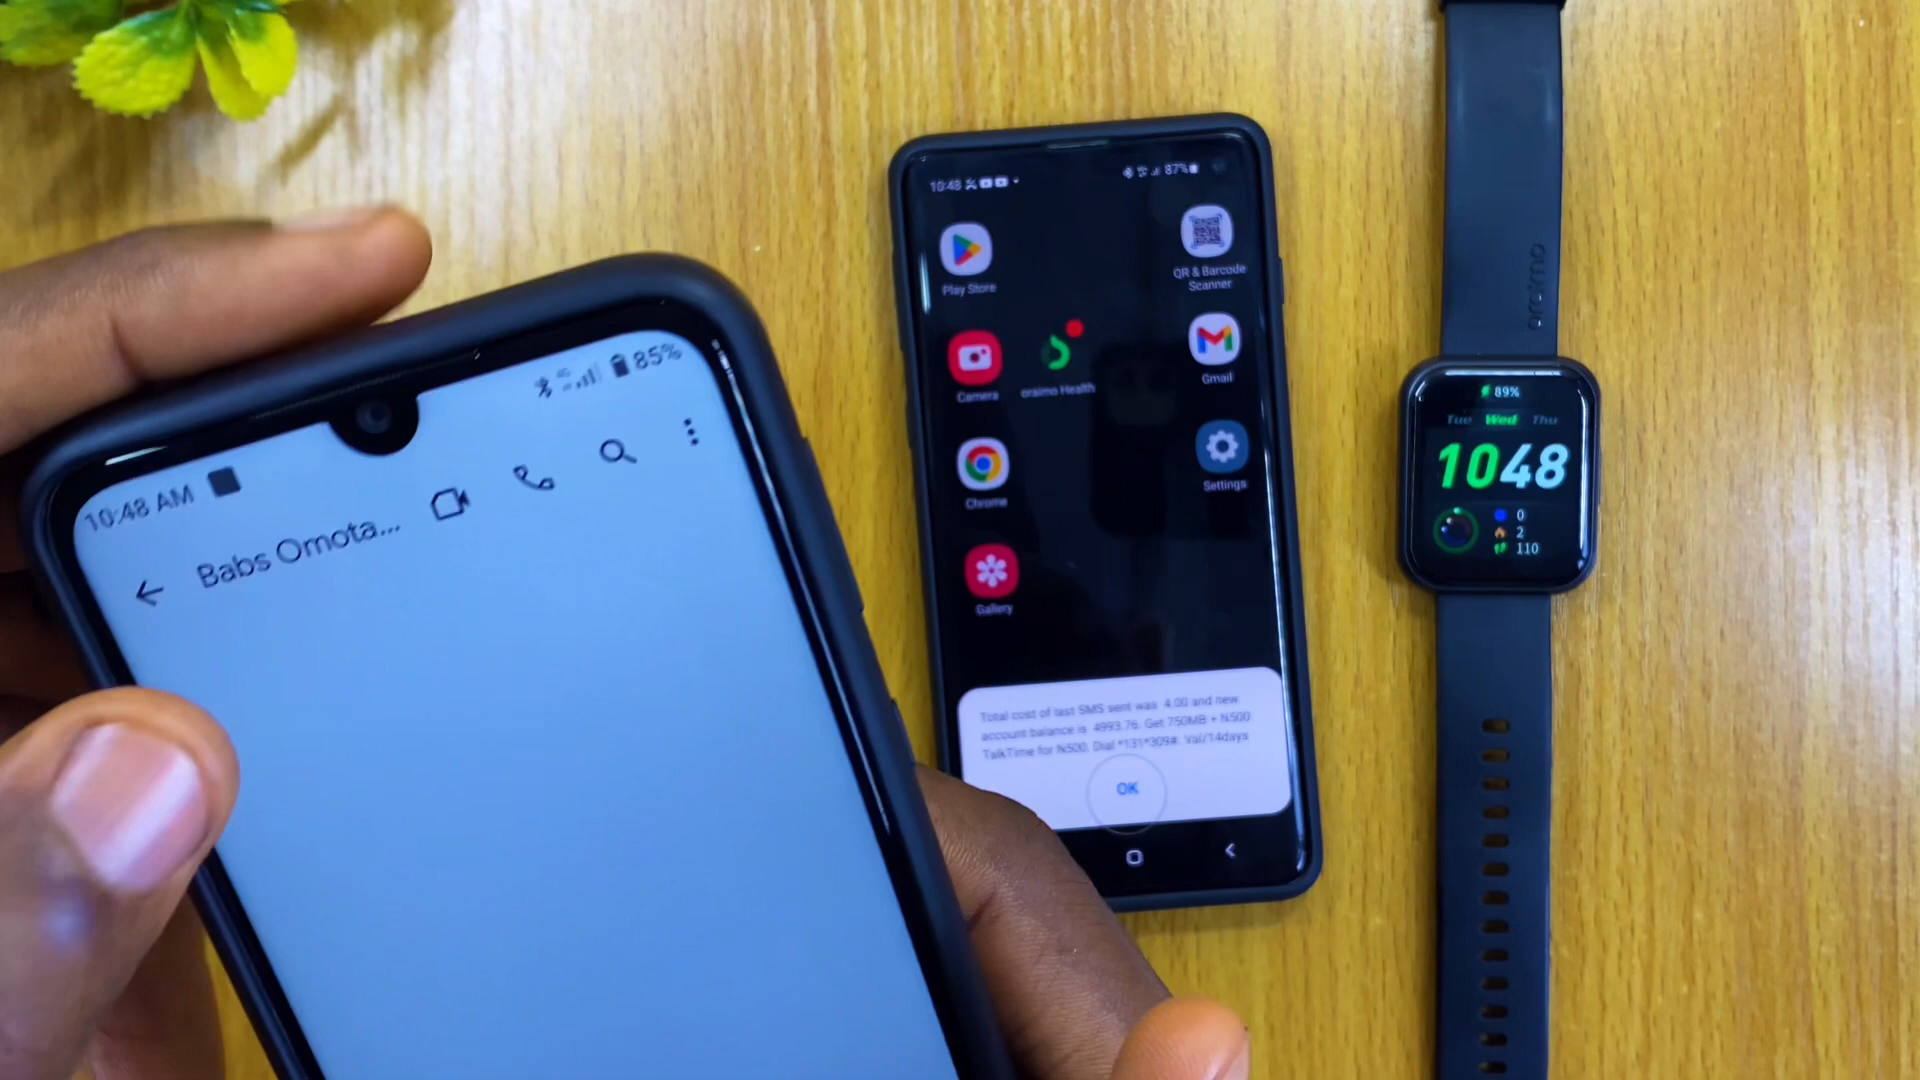 10:48 AM
85%
Babs Omota...
10:48
87%
Play Store
QR & Barcode
Scanner
Camera
oraimo Health
Gmail
Chrome
Settings
Gallery
Total cost of last SMS sent was 4.00 and new
account balance is 4993.76. Get 750MB + N500
TalkTime for N500. Dial *131*309#. Val/14days
OK
oraimo
89%
Tue Wed Thu
1048
0
2
110